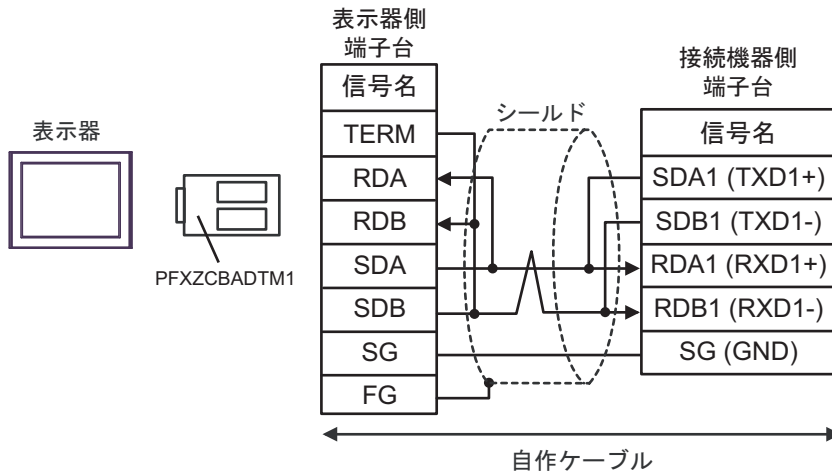 表示器
PFXZCBADTM1
表示器側
端子台
信号名
TERM
RDA
RDB
SDA
SDB
SG
FG
シールド
接続機器側
端子台
信号名
SDA1 (TXD1+)
SDB1 (TXD1-)
RDA1 (RXD1+)
RDB1 (RXD1-)
SG (GND)
自作ケーブル